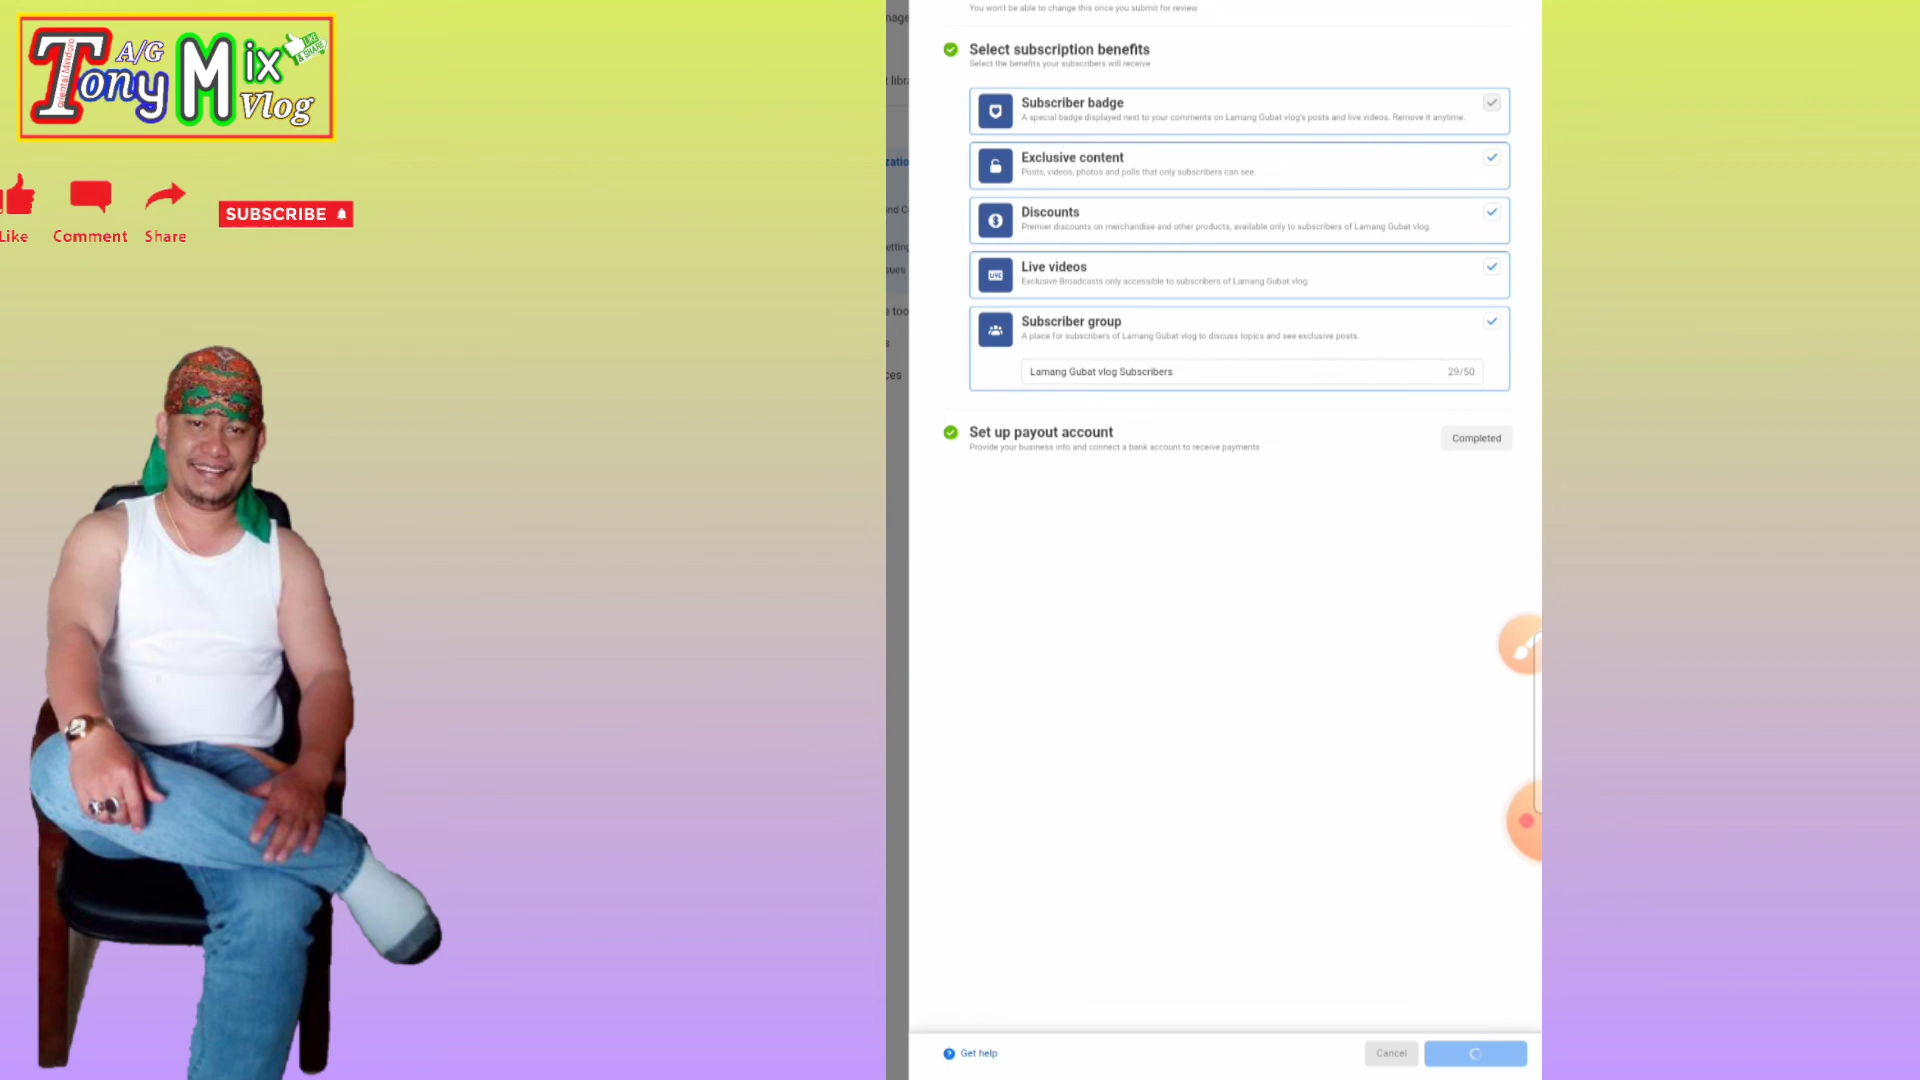 A/G
Tony Mix
Vlog
Oriental Mindoro
LIKE
& SHARE
Like
Comment
Share
SUBSCRIBE
You won't be able to change this once you submit for review
Select subscription benefits
Select the benefits your subscribers will receive
Subscriber badge
A special badge displayed next to your comments on Lamang Gubat vlog's posts and live videos. Remove it anytime.
Exclusive content
Posts, videos, photos and polls that only subscribers can see.
Discounts
Premier discounts on merchandise and other products, available only to subscribers of Lamang Gubat vlog.
LIVE
Live videos
Exclusive Broadcasts only accessible to subscribers of Lamang Gubat vlog.
Subscriber group
A place for subscribers of Lamang Gubat vlog to discuss topics and see exclusive posts.
Lamang Gubat vlog Subscribers 29/50
Set up payout account
Provide your business info and connect a bank account to receive payments
Completed
Get help
Cancel